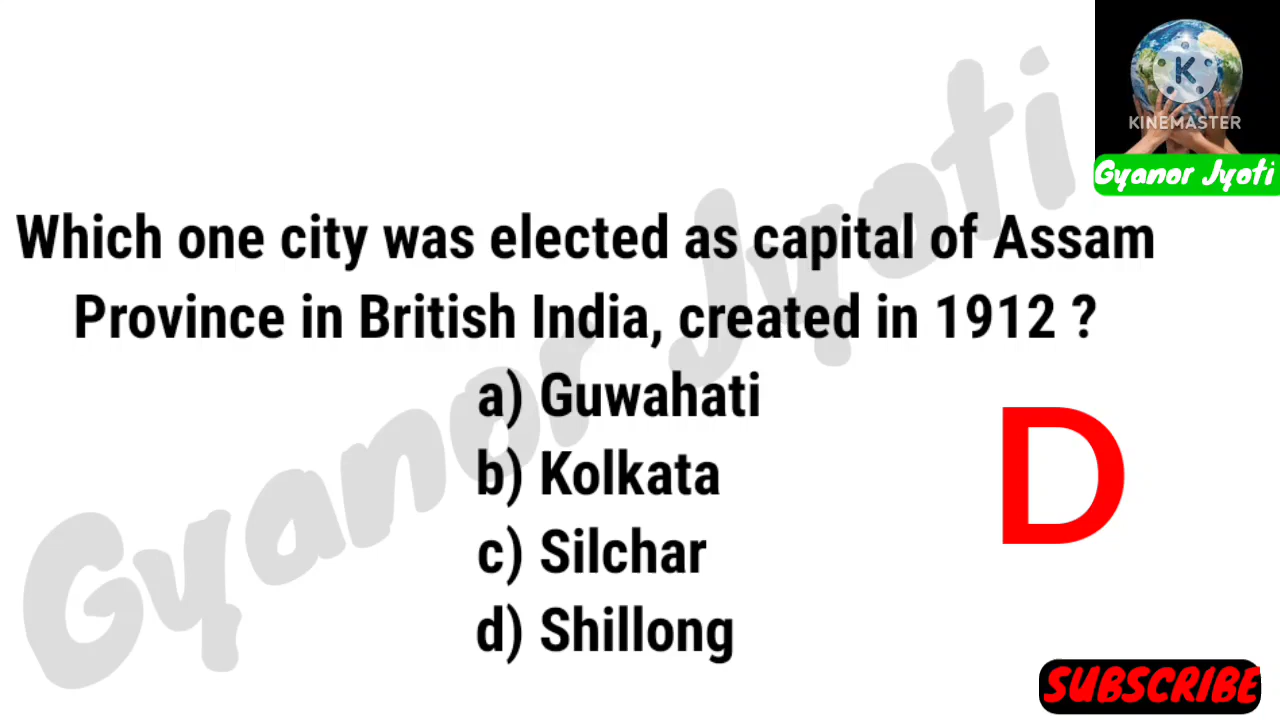 K
KINEMASTER
Gyanor Jyoti
Gyanor Jyoti
Which one city was elected as capital of Assam
Province in British India, created in 1912 ?
a) Guwahati
b) Kolkata
c) Silchar
d) Shillong
D
SUBSCRIBE